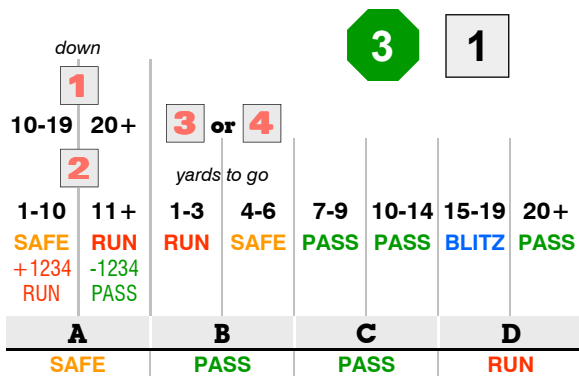 3 1
down
1
10-19 20+ 3 or 4
2 yards to go
1-10 11+ 1-3 4-6 7-9 10-14 15-19 20+
SAFE RUN RUN SAFE PASS PASS BLITZ PASS
+1234 -1234
RUN PASS
A B C D
SAFE PASS PASS RUN